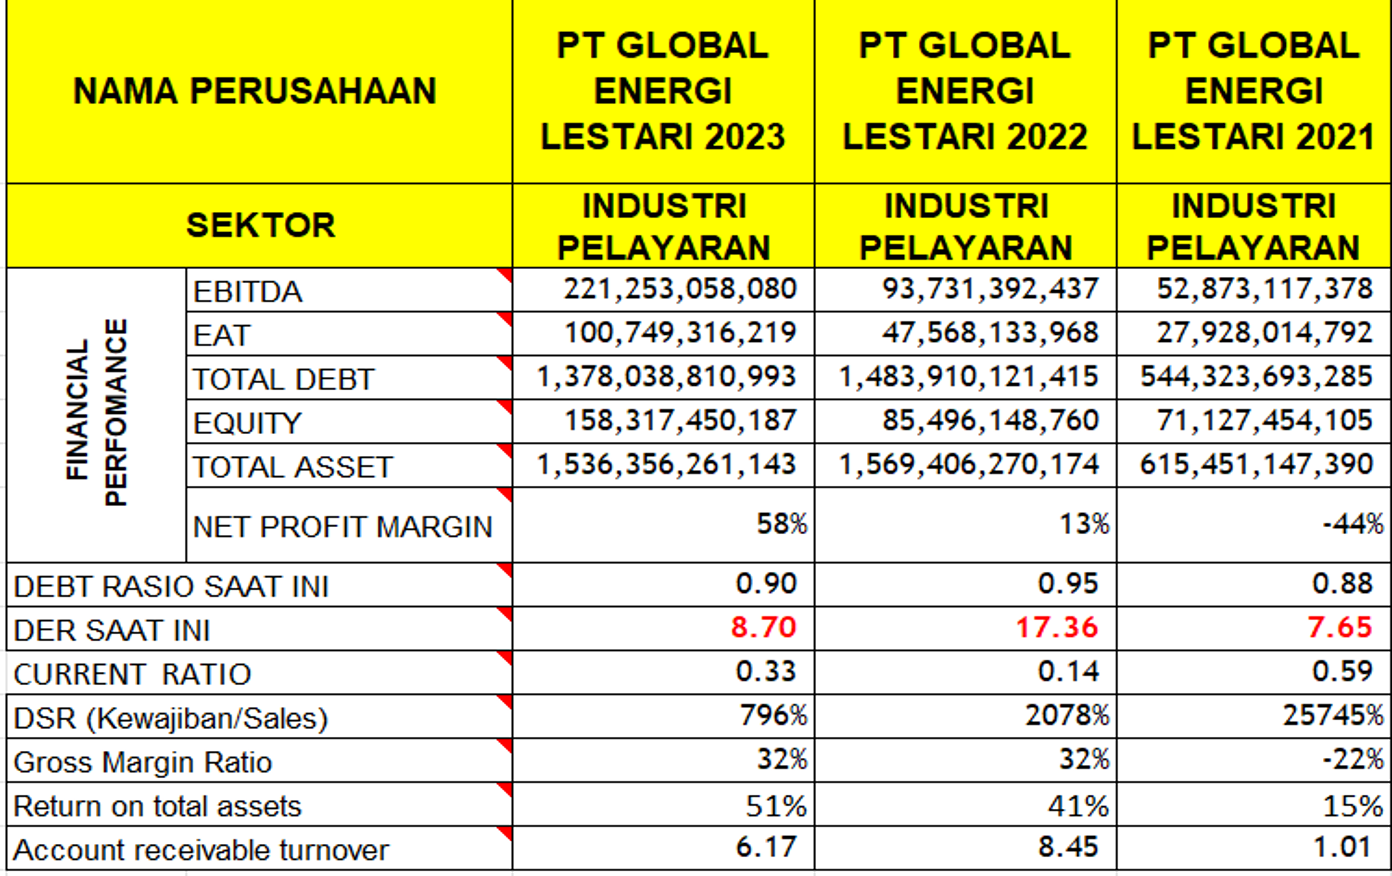 NAMA PERUSAHAAN
PT GLOBAL
ENERGI
LESTARI 2023
PT GLOBAL
ENERGI
LESTARI 2022
PT GLOBAL
ENERGI
LESTARI 2021
SEKTOR
INDUSTRI
PELAYARAN
INDUSTRI
PELAYARAN
INDUSTRI
PELAYARAN
FINANCIAL
PERFOMANCE
EBITDA 221,253,058,080 93,731,392,437 52,873,117,378
EAT 100,749,316,219 47,568,133,968 27,928,014,792
TOTAL DEBT 1,378,038,810,993 1,483,910,121,415 544,323,693,285
EQUITY 158,317,450,187 85,496,148,760 71,127,454,105
TOTAL ASSET 1,536,356,261,143 1,569,406,270,174 615,451,147,390
NET PROFIT MARGIN 58% 13% -44%
DEBT RASIO SAAT INI 0.90 0.95 0.88
DER SAAT INI 8.70 17.36 7.65
CURRENT RATIO 0.33 0.14 0.59
DSR (Kewajiban/Sales) 796% 2078% 25745%
Gross Margin Ratio 32% 32% -22%
Return on total assets 51% 41% 15%
Account receivable turnover 6.17 8.45 1.01